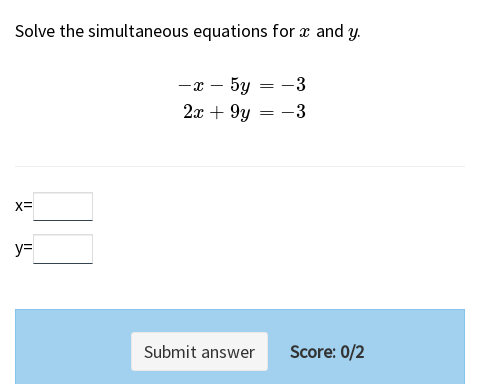 Solve the simultaneous equations for x and y.
−x − 5y = −3
2x + 9y = −3
x=
y=
Submit answer Score: 0/2